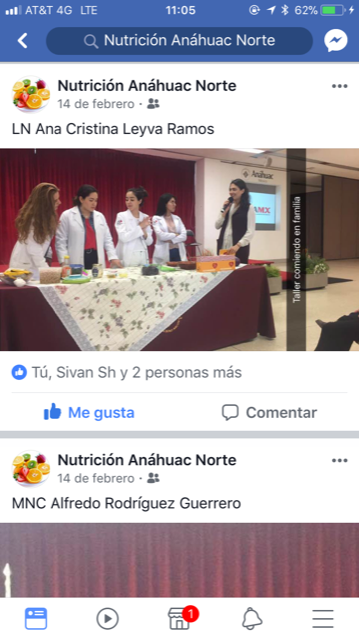 AT&T 4G LTE 11:05 62%
Nutrición Anáhuac Norte
Nutrición Anáhuac Norte
14 de febrero
LN Ana Cristina Leyva Ramos
Anáhuac
Taller comiendo en familia
Tú, Sivan Sh y 2 personas más
Me gusta Comentar
Nutrición Anáhuac Norte
14 de febrero
MNC Alfredo Rodríguez Guerrero
1